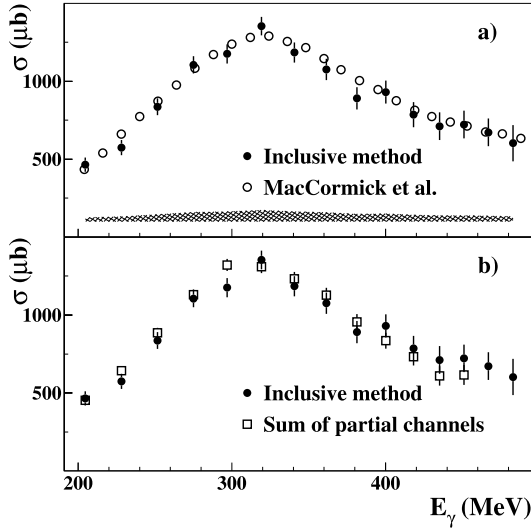 σ (μb)
a)
1000
500
Inclusive method
MacCormick et al.
σ (μb)
b)
1000
500
Inclusive method
Sum of partial channels
200
300
400
E_γ (MeV)